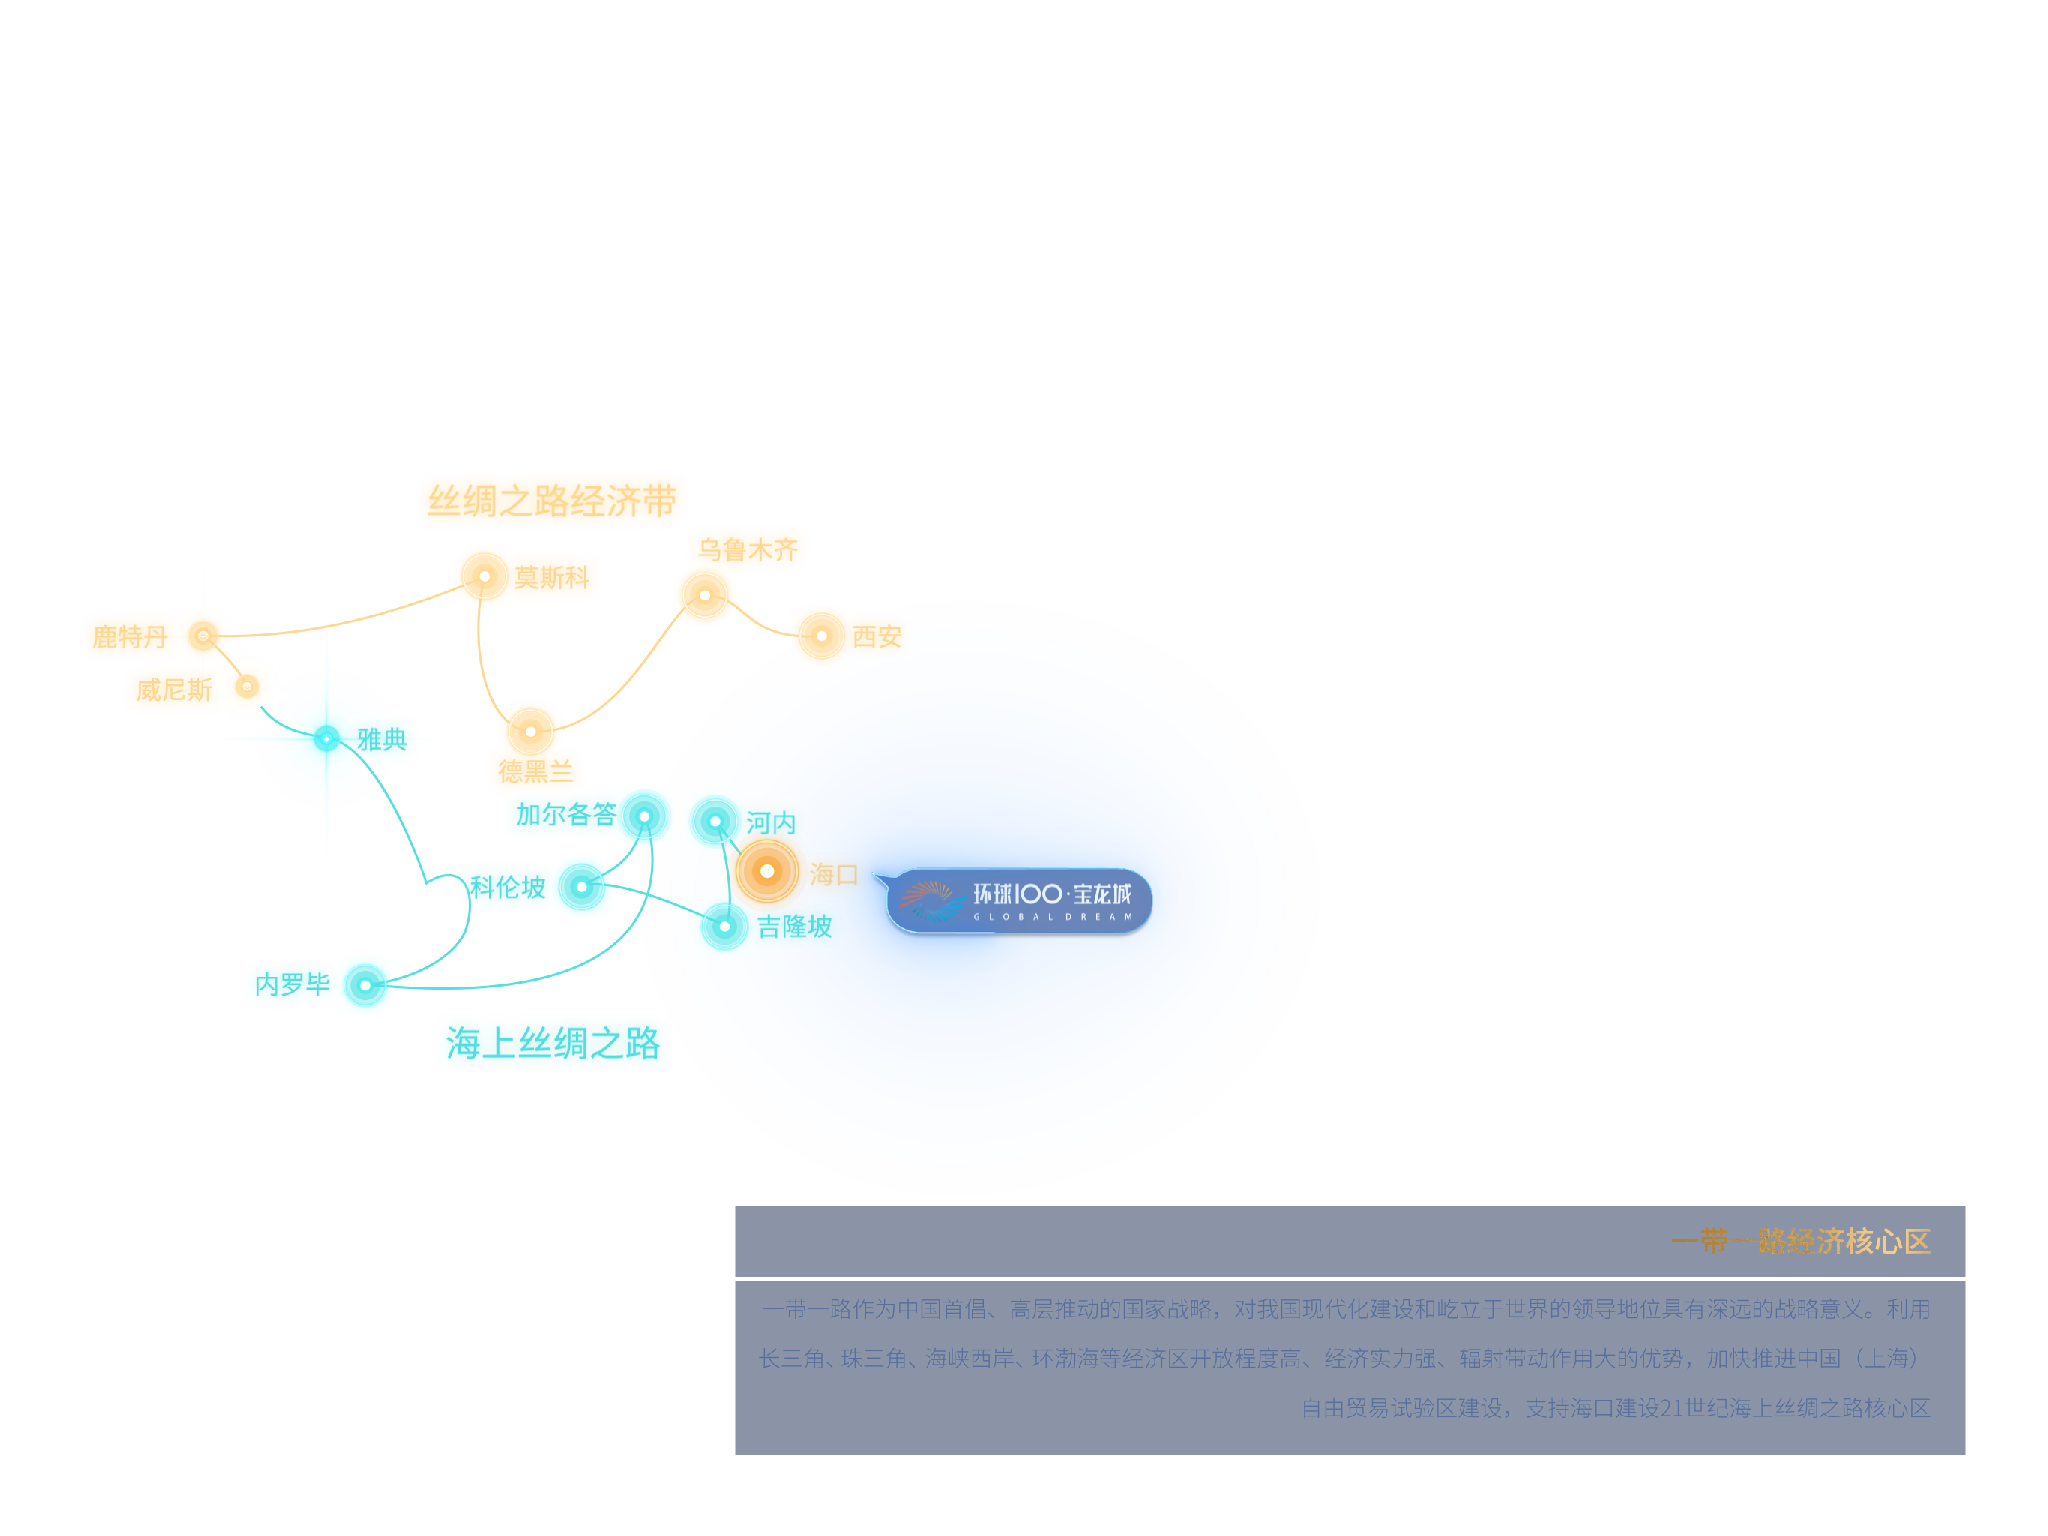 丝绸之路经济带
乌鲁木齐
莫斯科
鹿特丹
西安
威尼斯
雅典
德黑兰
加尔各答
河内
海口
科伦坡
环球100·宝龙城
GLOBAL DREAM
吉隆坡
内罗毕
海上丝绸之路
一带一路经济核心区
一带一路作为中国首倡、高层推动的国家战略，对我国现代化建设和屹立于世界的领导地位具有深远的战略意义。利用
长三角、珠三角、海峡西岸、环渤海等经济区开放程度高、经济实力强、辐射带动作用大的优势，加快推进中国（上海）
自由贸易试验区建设，支持海口建设21世纪海上丝绸之路核心区